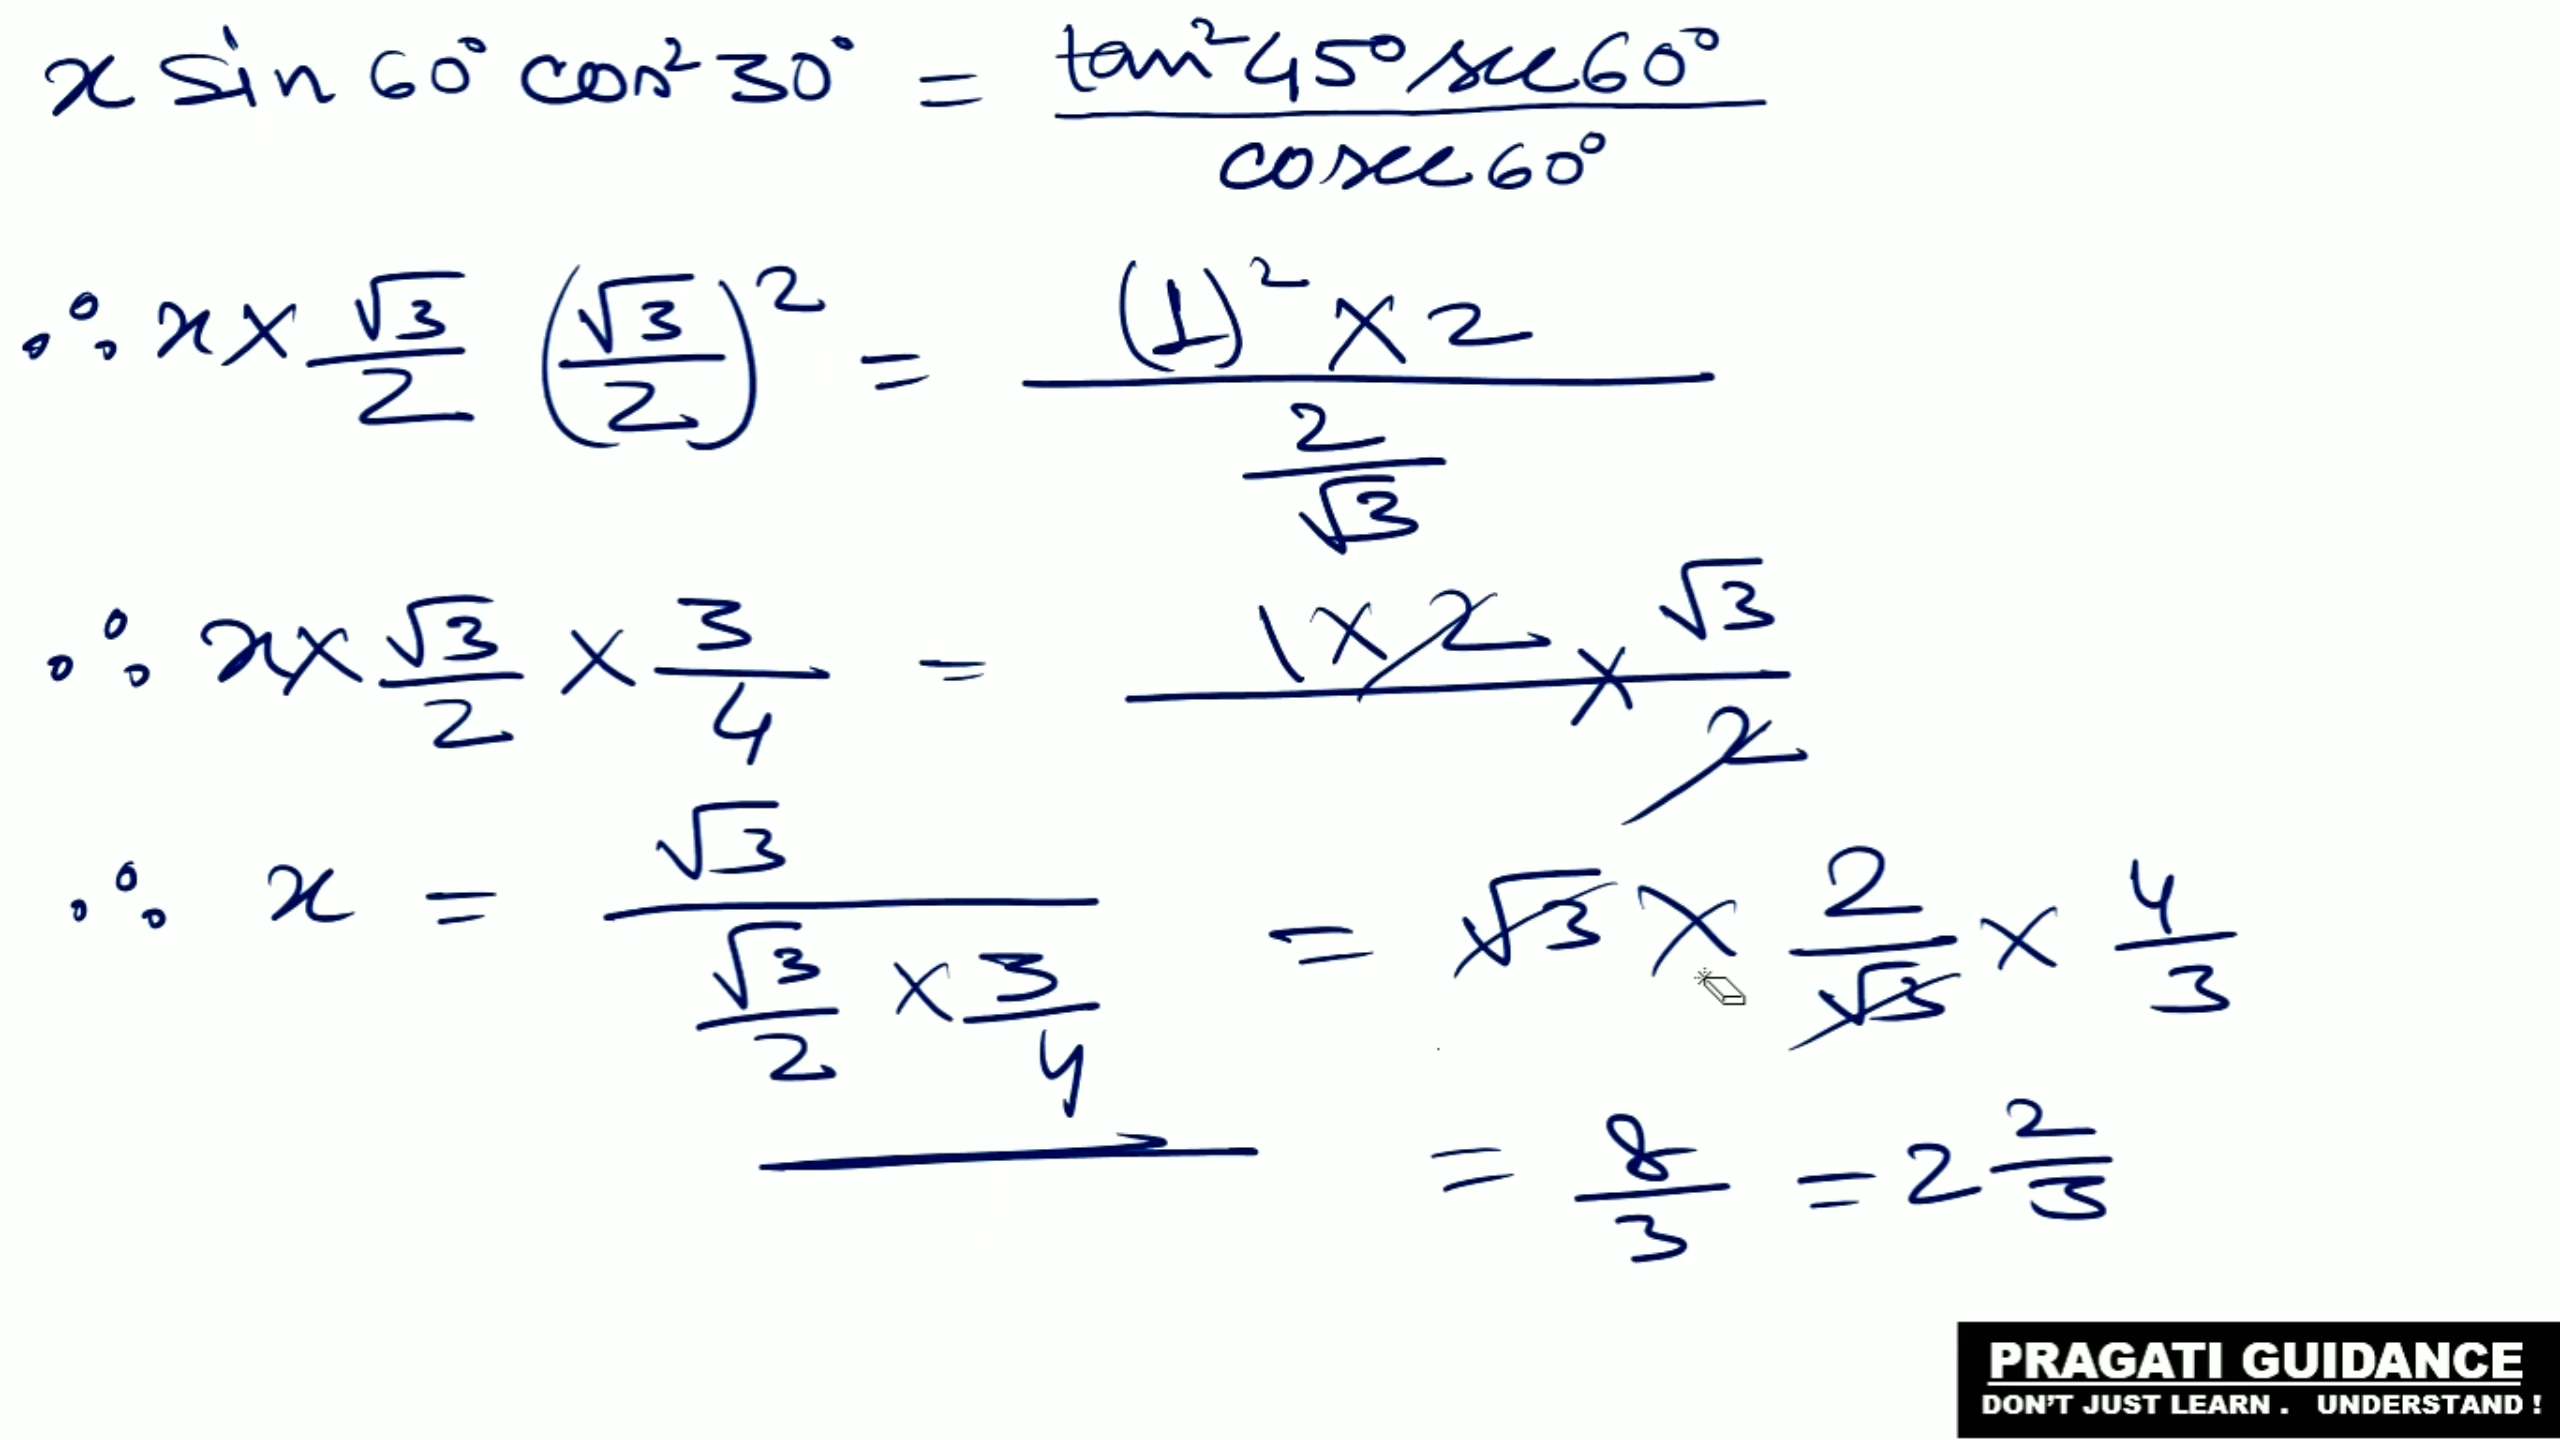 x sin 60° cos² 30° = tan² 45° sec 60° / cosec 60°
∴ x × √3/2 (√3/2)² = (1)² × 2 / (2/√3)
∴ x × √3/2 × 3/4 = 1 × 2 × √3 / 2
∴ x = √3 / (√3/2 × 3/4) = √3 × 2/√3 × 4/3
= 8/3 = 2 2/3
PRAGATI GUIDANCE
DON'T JUST LEARN . UNDERSTAND !